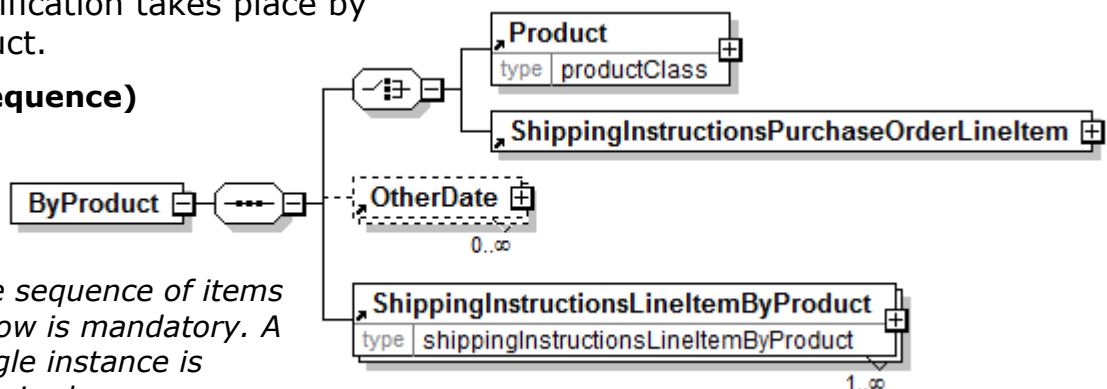 ification takes place by
uct.
equence)
Product
type productClass
ShippingInstructionsPurchaseOrderLineItem
ByProduct
OtherDate
0..∞
e sequence of items
ow is mandatory. A
gle instance is
ShippingInstructionsLineItemByProduct
type shippingInstructionsLineItemByProduct
1..∞